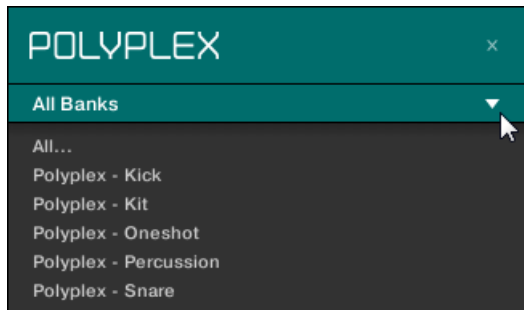 POLYPLEX
All Banks
All...
Polyplex - Kick
Polyplex - Kit
Polyplex - Oneshot
Polyplex - Percussion
Polyplex - Snare